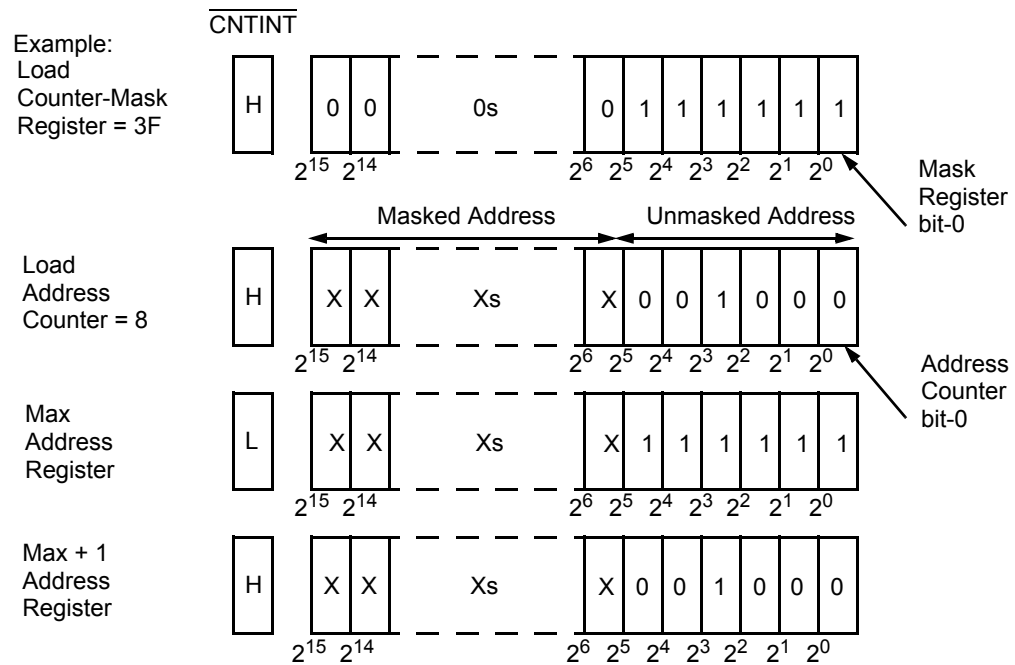 CNTINT
Example:
Load
Counter-Mask
Register = 3F
H 0 0 0s 0 1 1 1 1 1 1
2^15 2^14 2^6 2^5 2^4 2^3 2^2 2^1 2^0
Mask
Register
bit-0
Masked Address Unmasked Address
Load
Address
Counter = 8
H X X Xs X 0 0 1 0 0 0
2^15 2^14 2^6 2^5 2^4 2^3 2^2 2^1 2^0
Address
Counter
bit-0
Max
Address
Register
L X X Xs X 1 1 1 1 1 1
2^15 2^14 2^6 2^5 2^4 2^3 2^2 2^1 2^0
Max + 1
Address
Register
H X X Xs X 0 0 1 0 0 0
2^15 2^14 2^6 2^5 2^4 2^3 2^2 2^1 2^0